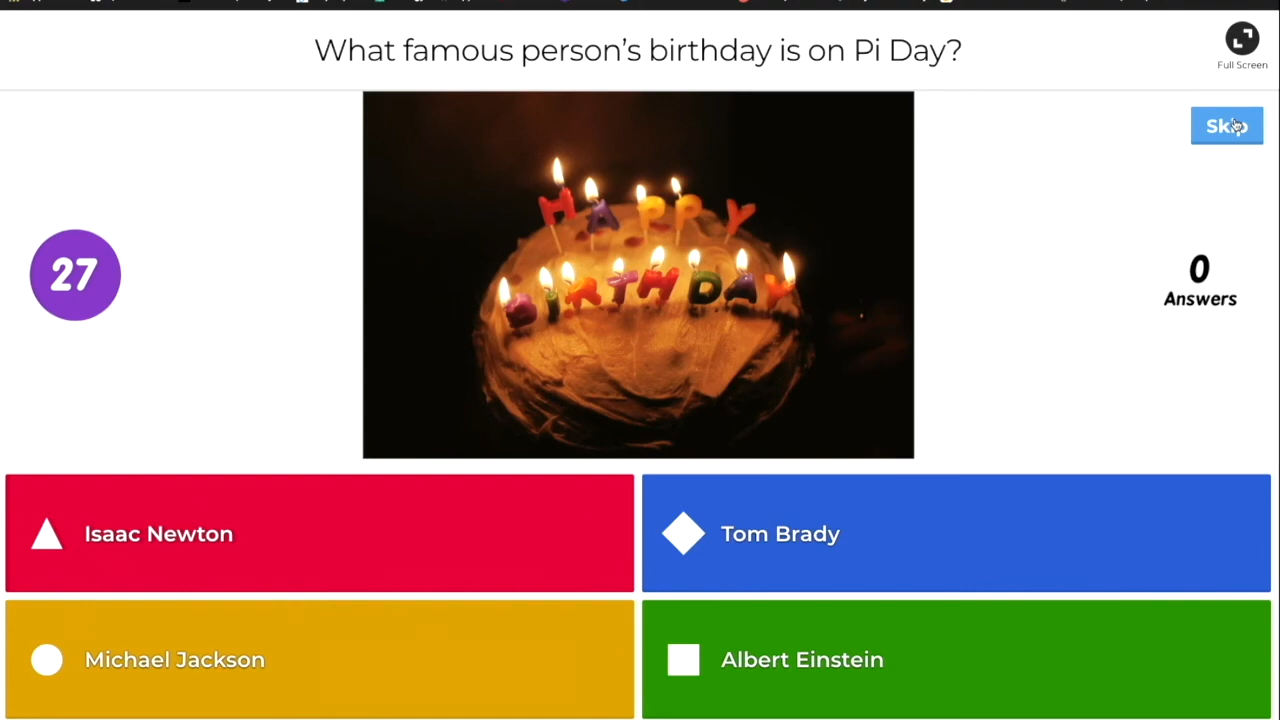 What famous person's birthday is on Pi Day?
Full Screen
Skip
HAPPY
BIRTHDAY
27
0
Answers
Isaac Newton
Tom Brady
Michael Jackson
Albert Einstein